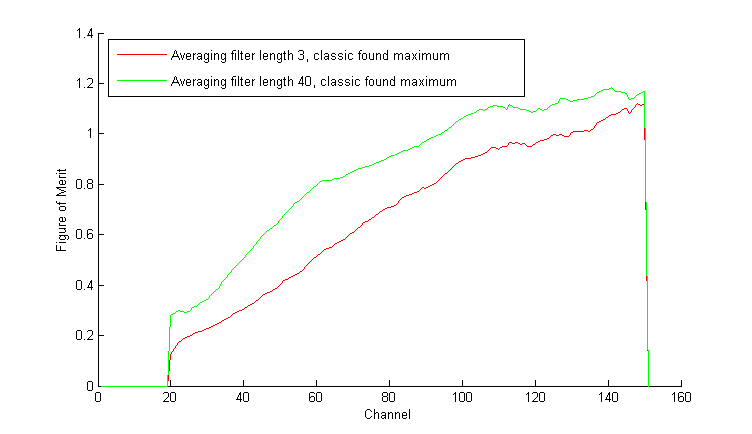 1.4
Averaging filter length 3, classic found maximum
Averaging filter length 40, classic found maximum
1.2
1
0.8
0.6
0.4
0.2
0
Figure of Merit
0 20 40 60 80 100 120 140 160
Channel